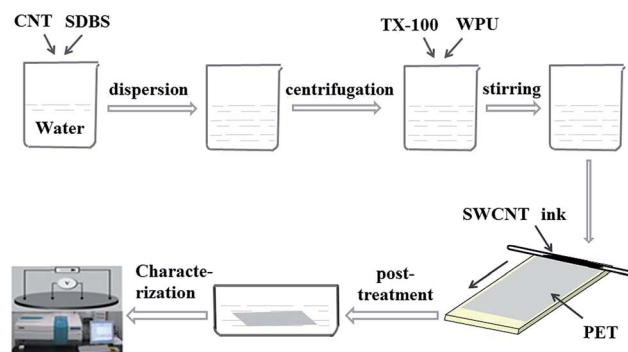 CNT SDBS
Water
dispersion
centrifugation
TX-100 WPU
stirring
SWCNT ink
PET
post-
treatment
Characte-
rization
V